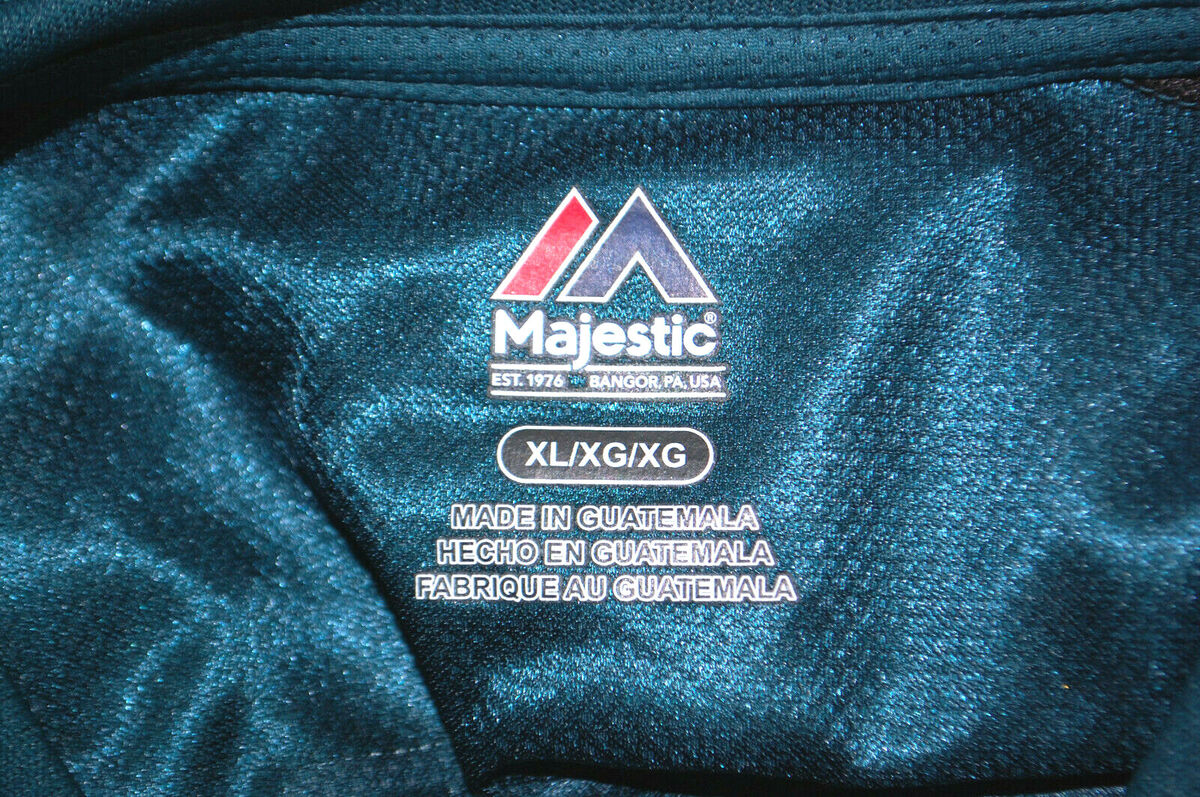 Majestic®
EST. 1976 BANGOR, PA, USA
XL/XG/XG
MADE IN GUATEMALA
HECHO EN GUATEMALA
FABRIQUE AU GUATEMALA